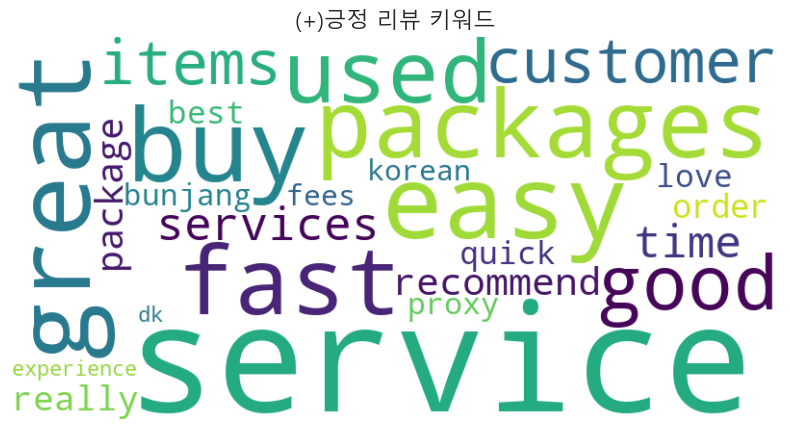 (+)긍정 리뷰 키워드
great
items
used
customer
buy
best
packages
package
korean
love
bunjang
fees
easy
order
services
time
quick
fast
recommend
good
proxy
dk
service
experience
really